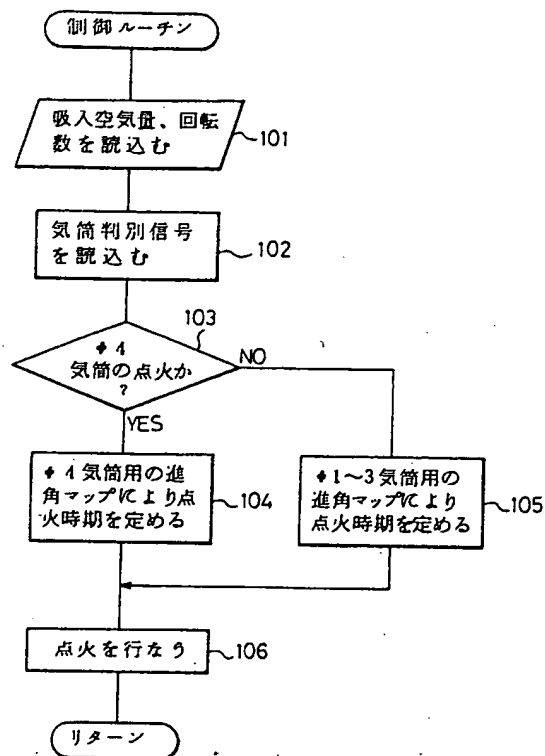 制御ルーチン
吸入空気量、回転
数を読込む
101
気筒判別信号
を読込む
102
103
#4
気筒の点火か
?
NO
YES
#4気筒用の進
角マップにより点
火時期を定める
104
#1~3気筒用の
進角マップにより
点火時期を定める
105
点火を行なう
106
リターン